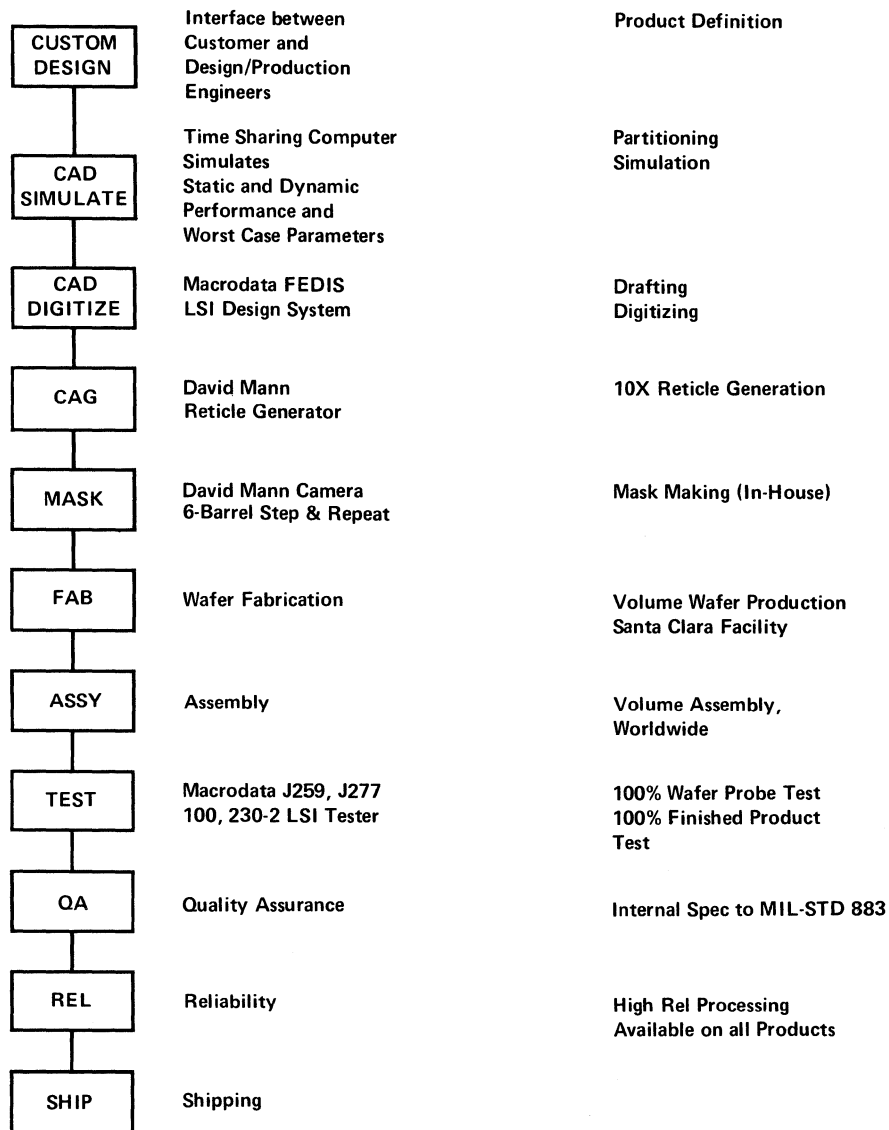 CUSTOM
DESIGN
Interface between
Customer and
Design/Production
Engineers
Product Definition
CAD
SIMULATE
Time Sharing Computer
Simulates
Static and Dynamic
Performance and
Worst Case Parameters
Partitioning
Simulation
CAD
DIGITIZE
Macrodata FEDIS
LSI Design System
Drafting
Digitizing
CAG
David Mann
Reticle Generator
10X Reticle Generation
MASK
David Mann Camera
6-Barrel Step & Repeat
Mask Making (In-House)
FAB
Wafer Fabrication
Volume Wafer Production
Santa Clara Facility
ASSY
Assembly
Volume Assembly,
Worldwide
TEST
Macrodata J259, J277
100, 230-2 LSI Tester
100% Wafer Probe Test
100% Finished Product
Test
QA
Quality Assurance
Internal Spec to MIL-STD 883
REL
Reliability
High Rel Processing
Available on all Products
SHIP
Shipping